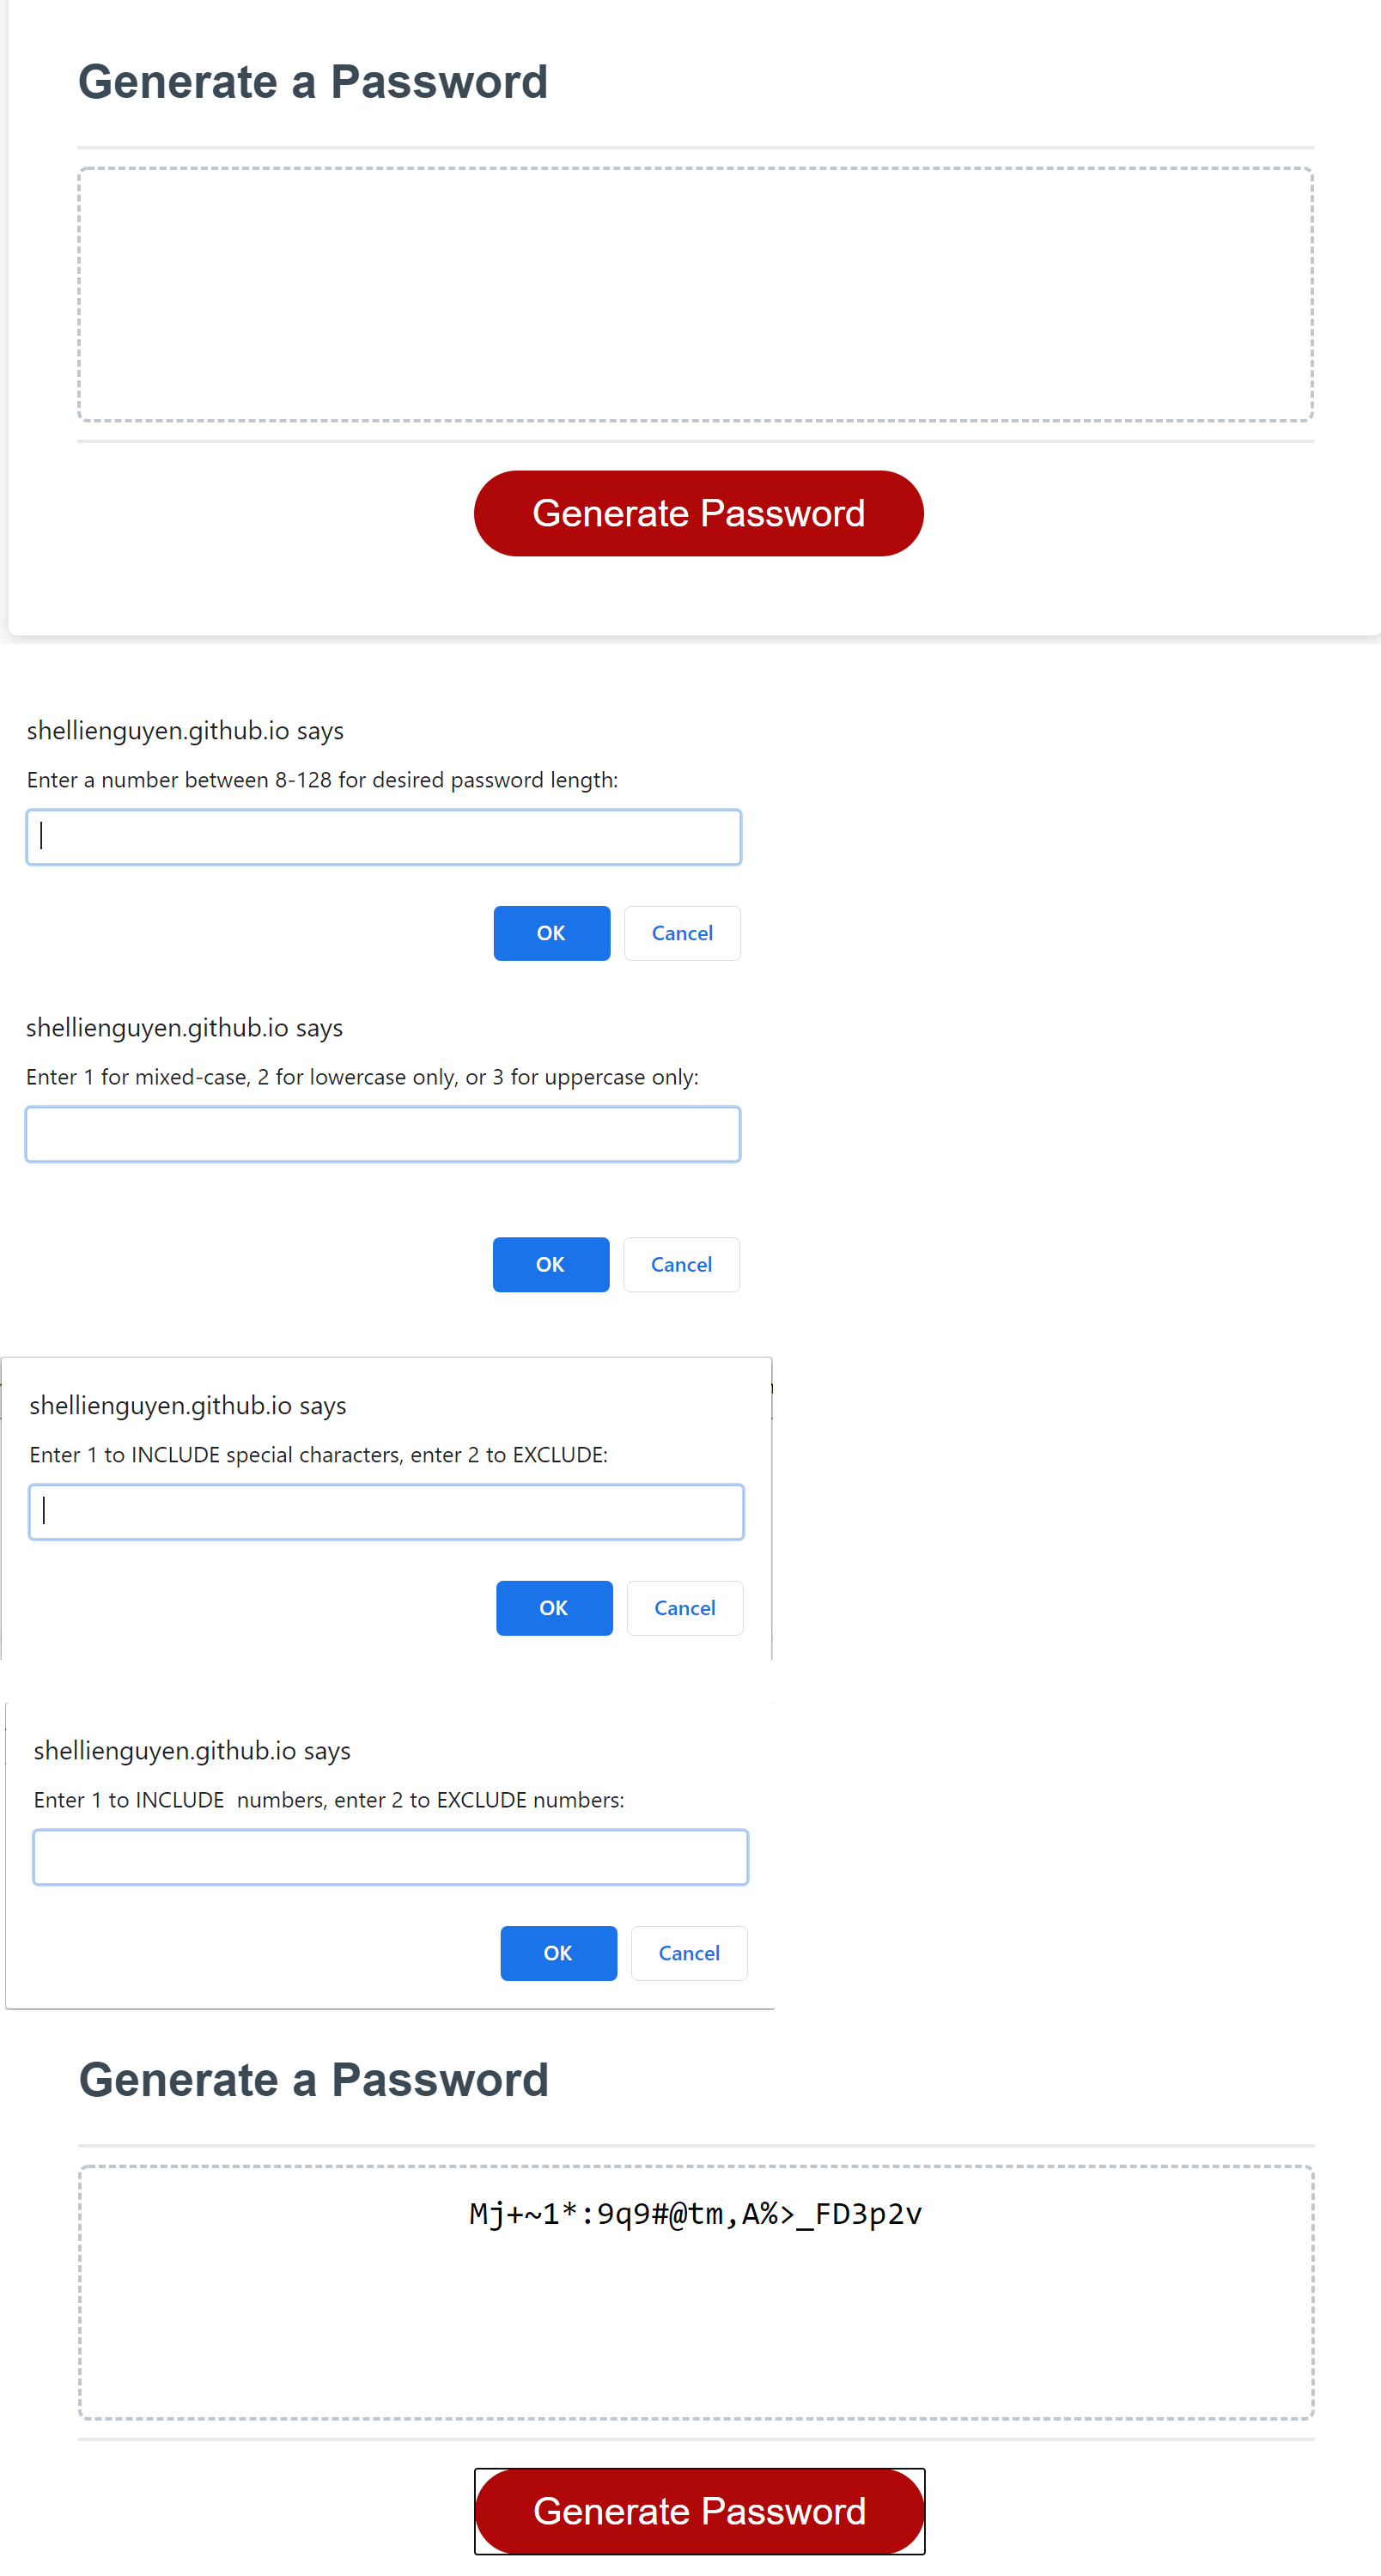 Generate a Password
Generate Password
shellienguyen.github.io says
Enter a number between 8-128 for desired password length:
OK Cancel
shellienguyen.github.io says
Enter 1 for mixed-case, 2 for lowercase only, or 3 for uppercase only:
OK Cancel
shellienguyen.github.io says
Enter 1 to INCLUDE special characters, enter 2 to EXCLUDE:
OK Cancel
shellienguyen.github.io says
Enter 1 to INCLUDE  numbers, enter 2 to EXCLUDE numbers:
OK Cancel
Generate a Password
Mj+~1*:9q9#@tm,A%>_FD3p2v
Generate Password